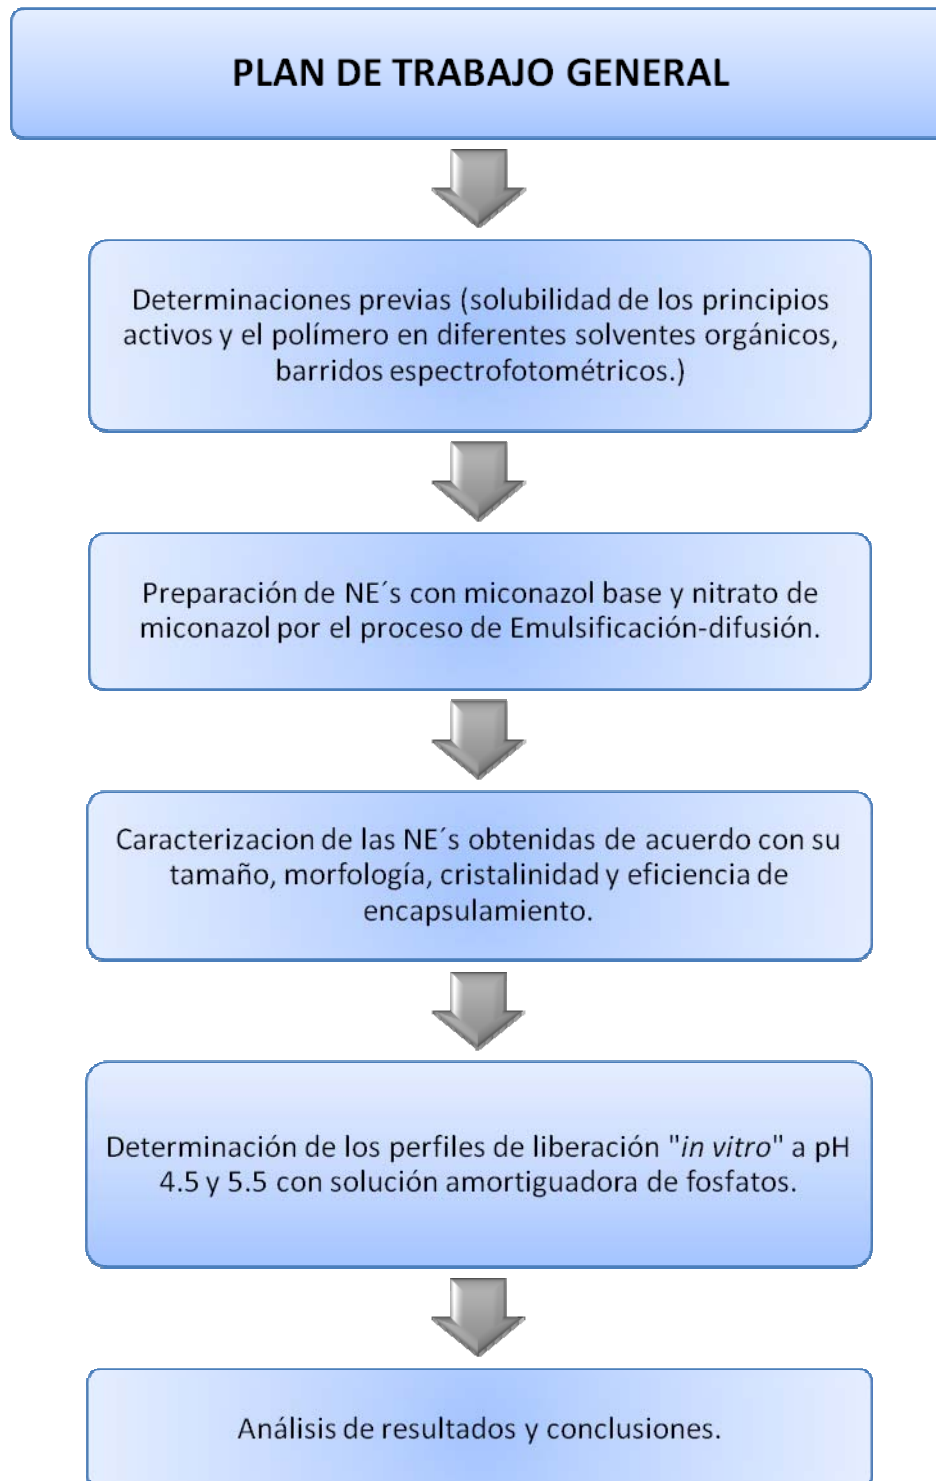 PLAN DE TRABAJO GENERAL
Determinaciones previas (solubilidad de los principios
activos y el polímero en diferentes solventes orgánicos,
barridos espectrofotométricos.)
Preparación de NE´s con miconazol base y nitrato de
miconazol por el proceso de Emulsificación-difusión.
Caracterizacion de las NE´s obtenidas de acuerdo con su
tamaño, morfología, cristalinidad y eficiencia de
encapsulamiento.
Determinación de los perfiles de liberación "in vitro" a pH
4.5 y 5.5 con solución amortiguadora de fosfatos.
Análisis de resultados y conclusiones.